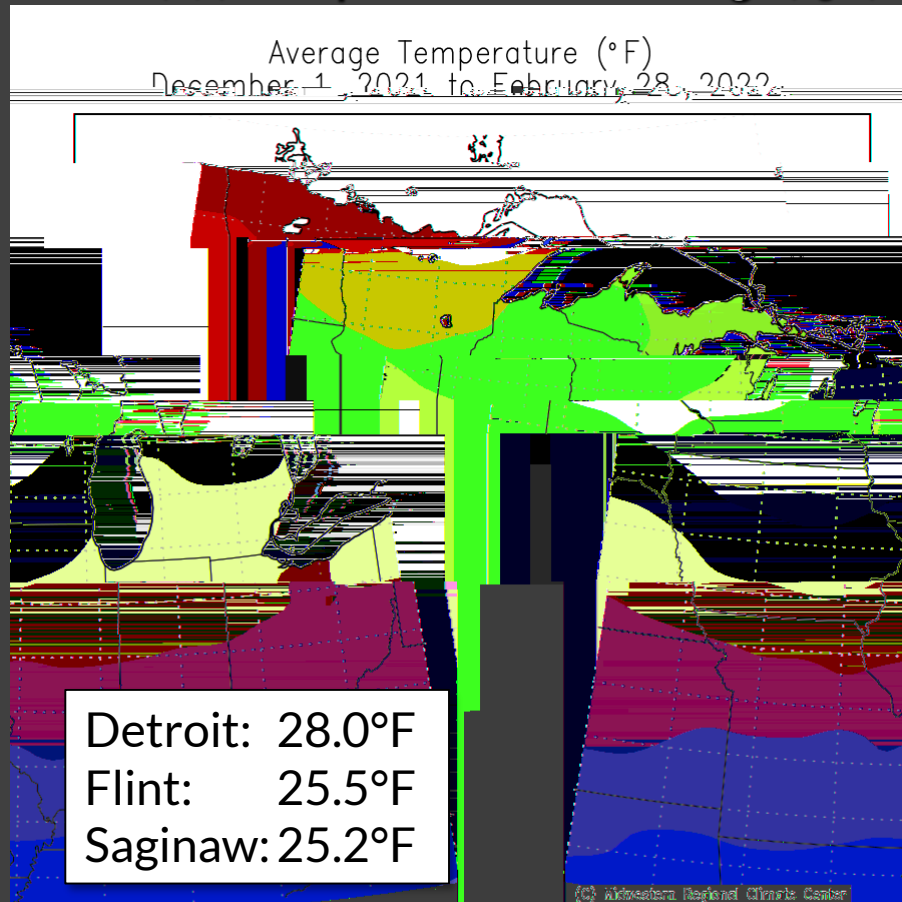 Average Temperature (°F)
December 1, 2021 to February 28, 2022
Detroit: 28.0°F
Flint: 25.5°F
Saginaw: 25.2°F
(C) Midwestern Regional Climate Center